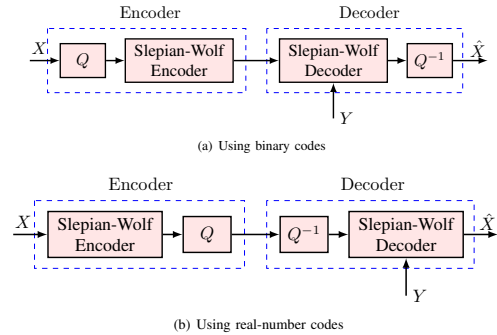 Encoder Decoder
X Q Slepian-Wolf Encoder Slepian-Wolf Decoder Q⁻¹ X̂
Y
(a) Using binary codes
Encoder Decoder
X Slepian-Wolf Encoder Q Q⁻¹ Slepian-Wolf Decoder X̂
Y
(b) Using real-number codes